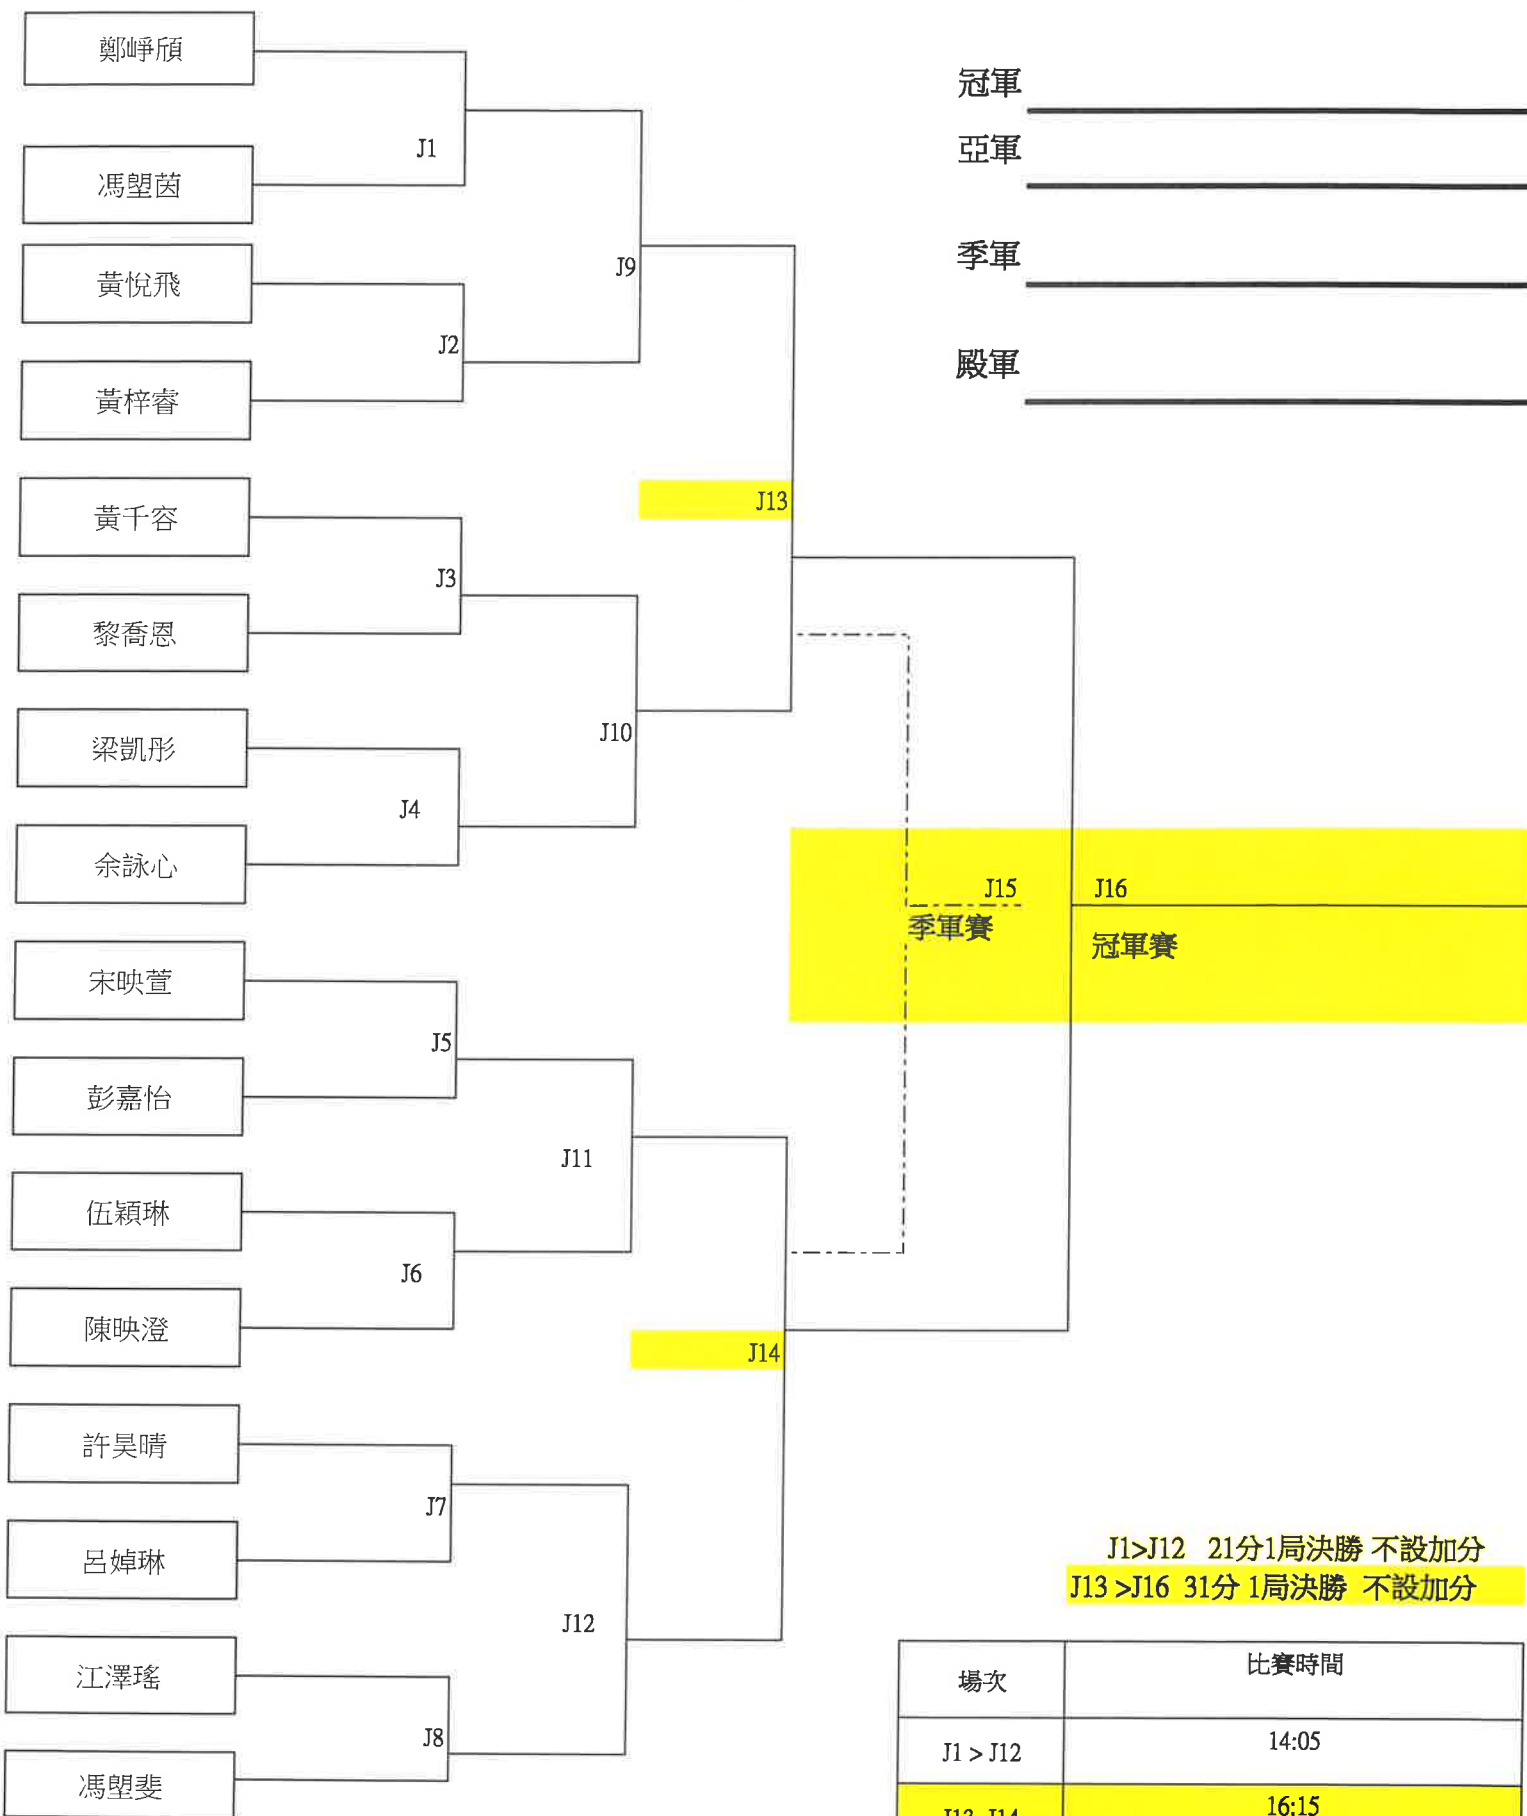 鄭崢頎
冠軍
J1
亞軍
馮塱茵
季軍
J9
黃悅飛
J2
殿軍
黃梓睿
J13
黃千容
J3
黎喬恩
J10
梁凱彤
J4
余詠心
J15
J16
季軍賽
冠軍賽
宋映萱
J5
彭嘉怡
J11
伍穎琳
J6
陳映澄
J14
許昊晴
J7
J1>J12 21分1局決勝 不設加分
呂婥琳
J13 >J16 31分 1局決勝 不設加分
J12
江澤瑤
場次 比賽時間
J8
J1 > J12 14:05
馮塱斐
J13 J14 16:15